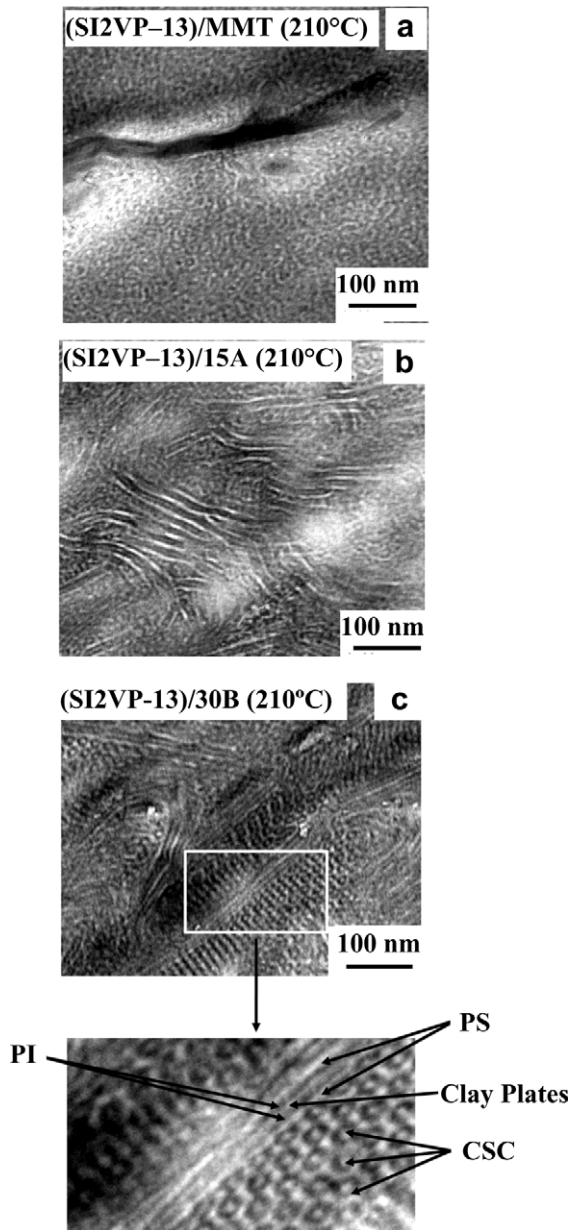 (SI2VP–13)/MMT (210°C) a
100 nm
(SI2VP–13)/15A (210°C) b
100 nm
(SI2VP-13)/30B (210ºC) c
100 nm
PS
PI
Clay Plates
CSC